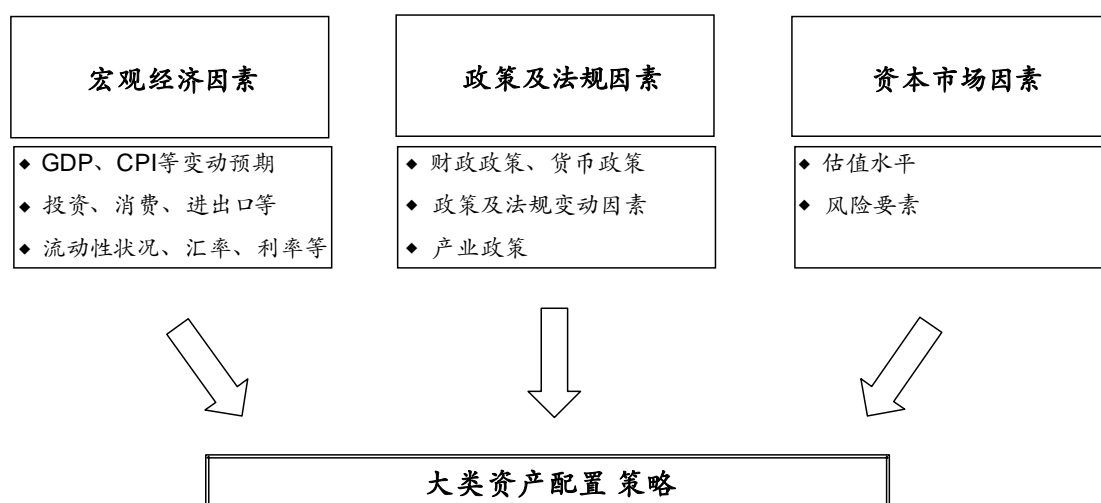 宏观经济因素
◆ GDP、CPI等变动预期
◆ 投资、消费、进出口等
◆ 流动性状况、汇率、利率等
政策及法规因素
◆ 财政政策、货币政策
◆ 政策及法规变动因素
◆ 产业政策
资本市场因素
◆ 估值水平
◆ 风险要素
大类资产配置 策略